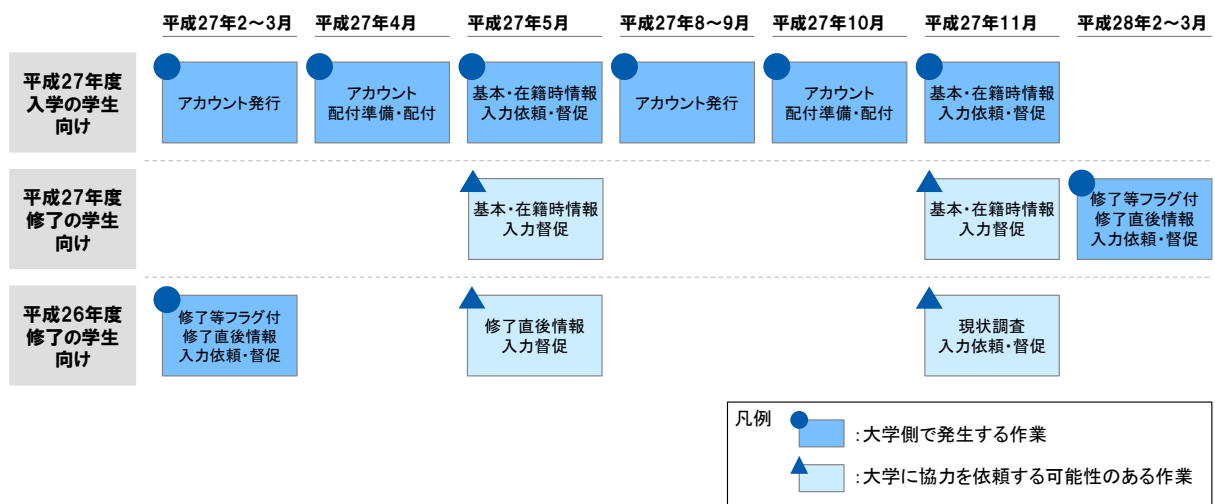 平成27年2～3月
平成27年4月
平成27年5月
平成27年8～9月
平成27年10月
平成27年11月
平成28年2～3月
平成27年度
入学の学生
向け
アカウント発行
アカウント
配付準備・配付
基本・在籍時情報
入力依頼・督促
アカウント発行
アカウント
配付準備・配付
基本・在籍時情報
入力依頼・督促
平成27年度
修了の学生
向け
基本・在籍時情報
入力督促
基本・在籍時情報
入力督促
修了等フラグ付
修了直後情報
入力依頼・督促
平成26年度
修了の学生
向け
修了等フラグ付
修了直後情報
入力依頼・督促
修了直後情報
入力督促
現状調査
入力依頼・督促
凡例
:大学側で発生する作業
:大学に協力を依頼する可能性のある作業